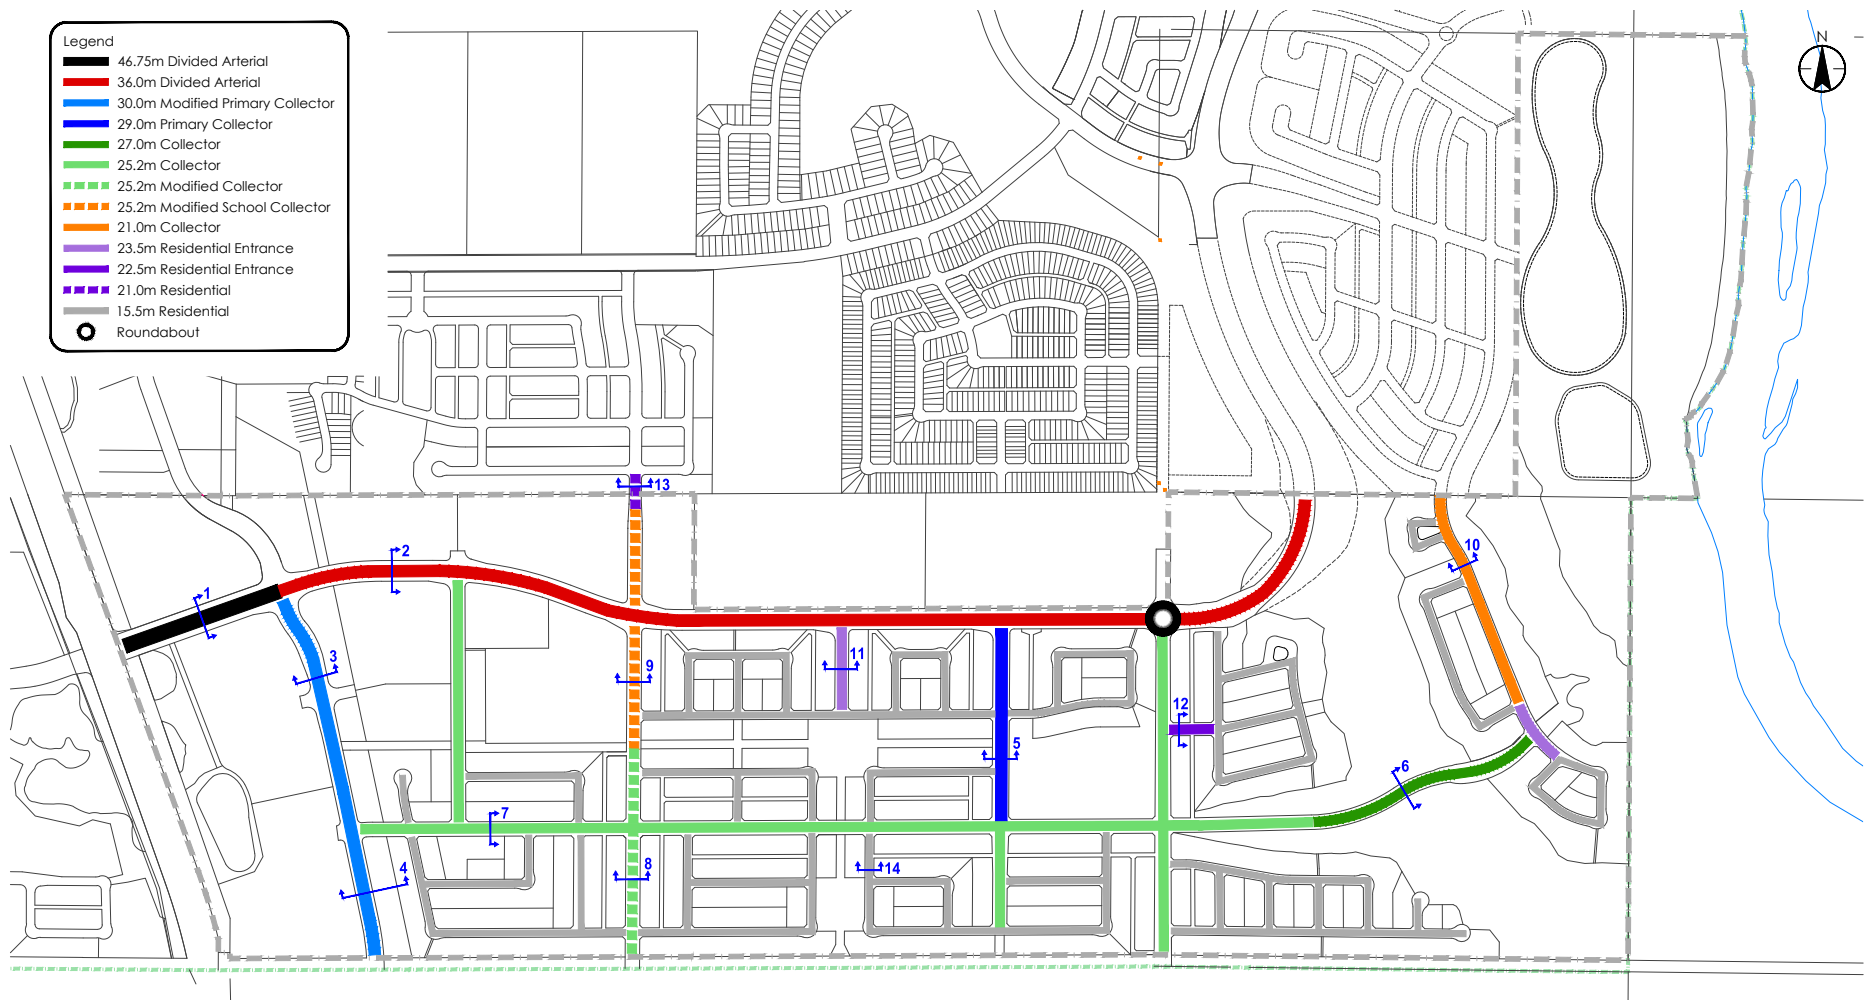 Legend
46.75m Divided Arterial
36.0m Divided Arterial
30.0m Modified Primary Collector
29.0m Primary Collector
27.0m Collector
25.2m Collector
25.2m Modified Collector
25.2m Modified School Collector
21.0m Collector
23.5m Residential Entrance
22.5m Residential Entrance
21.0m Residential
15.5m Residential
Roundabout
N
13
2
10
1
3
9
11
12
5
6
7
8
14
4